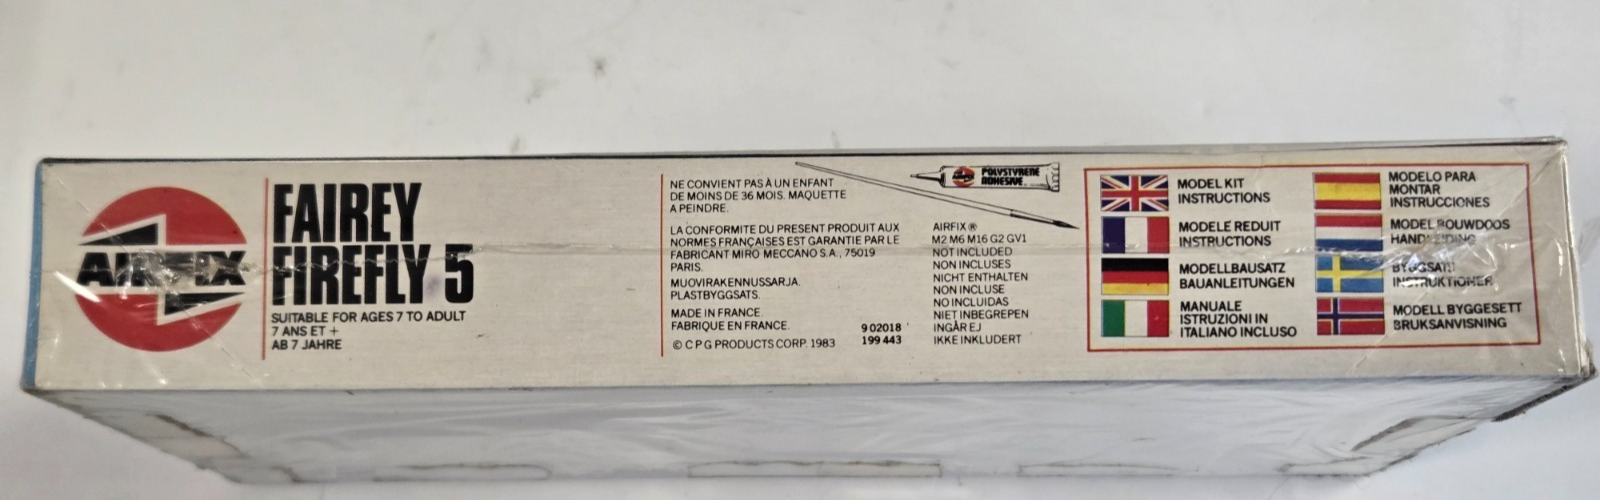 AIRFIX
FAIREY
FIREFLY 5
SUITABLE FOR AGES 7 TO ADULT
7 ANS ET +
AB 7 JAHRE
NE CONVIENT PAS À UN ENFANT
DE MOINS DE 36 MOIS. MAQUETTE
A PEINDRE.
LA CONFORMITE DU PRESENT PRODUIT AUX
NORMES FRANÇAISES EST GARANTIE PAR LE
FABRICANT MIRO MECCANO S.A., 75019
PARIS.
MUOVIRAKENNUSSARJA.
PLASTBYGGSATS.
MADE IN FRANCE.
FABRIQUE EN FRANCE.
© C P G PRODUCTS CORP. 1983
9 02018
199 443
AIRFIX
POLYSTYRENE
ADHESIVE
AIRFIX ®
M2 M6 M16 G2 GV1
NOT INCLUDED
NON INCLUSES
NICHT ENTHALTEN
NON INCLUSE
NO INCLUIDAS
NIET INBEGREPEN
INGÅR EJ
IKKE INKLUDERT
MODEL KIT
INSTRUCTIONS
MODELE REDUIT
INSTRUCTIONS
MODELLBAUSATZ
BAUANLEITUNGEN
MANUALE
ISTRUZIONI IN
ITALIANO INCLUSO
MODELO PARA
MONTAR
INSTRUCCIONES
MODEL BOUWDOOS
HANDLEIDING
BYGGSATS
INSTRUKTIONER
MODELL BYGGESETT
BRUKSANVISNING